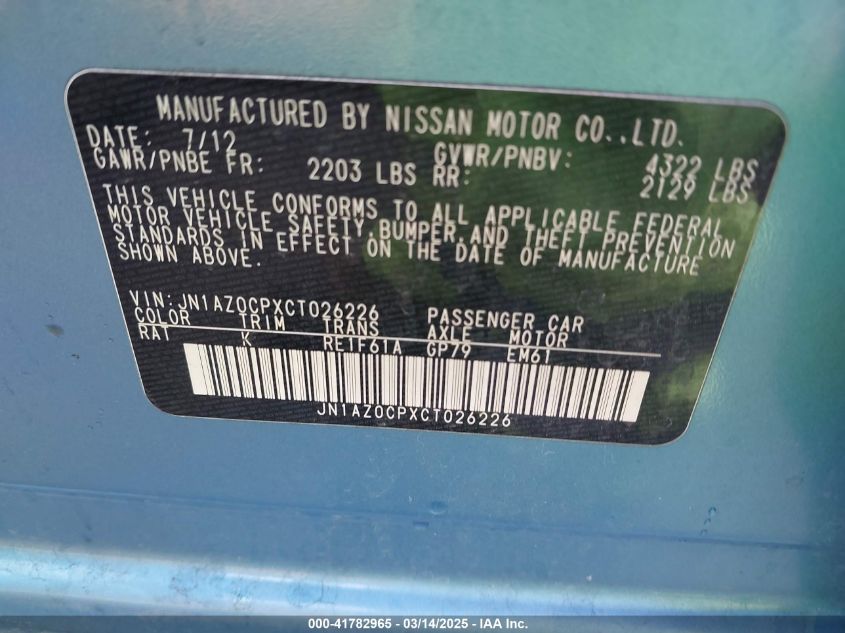 MANUFACTURED BY NISSAN MOTOR CO.,LTD.
DATE: 7/12 GVWR/PNBV: 4322 LBS
GAWR/PNBE FR: 2203 LBS RR: 2129 LBS
THIS VEHICLE CONFORMS TO ALL APPLICABLE FEDERAL
MOTOR VEHICLE SAFETY,BUMPER,AND THEFT PREVENTION
STANDARDS IN EFFECT ON THE DATE OF MANUFACTURE
SHOWN ABOVE.
VIN:JN1AZ0CPXCT026226 PASSENGER CAR
COLOR TRIM TRANS AXLE MOTOR
RAT K RE1F61A GP79 EM61
JN1AZ0CPXCT026226
000-41782965 - 03/14/2025 - IAA Inc.